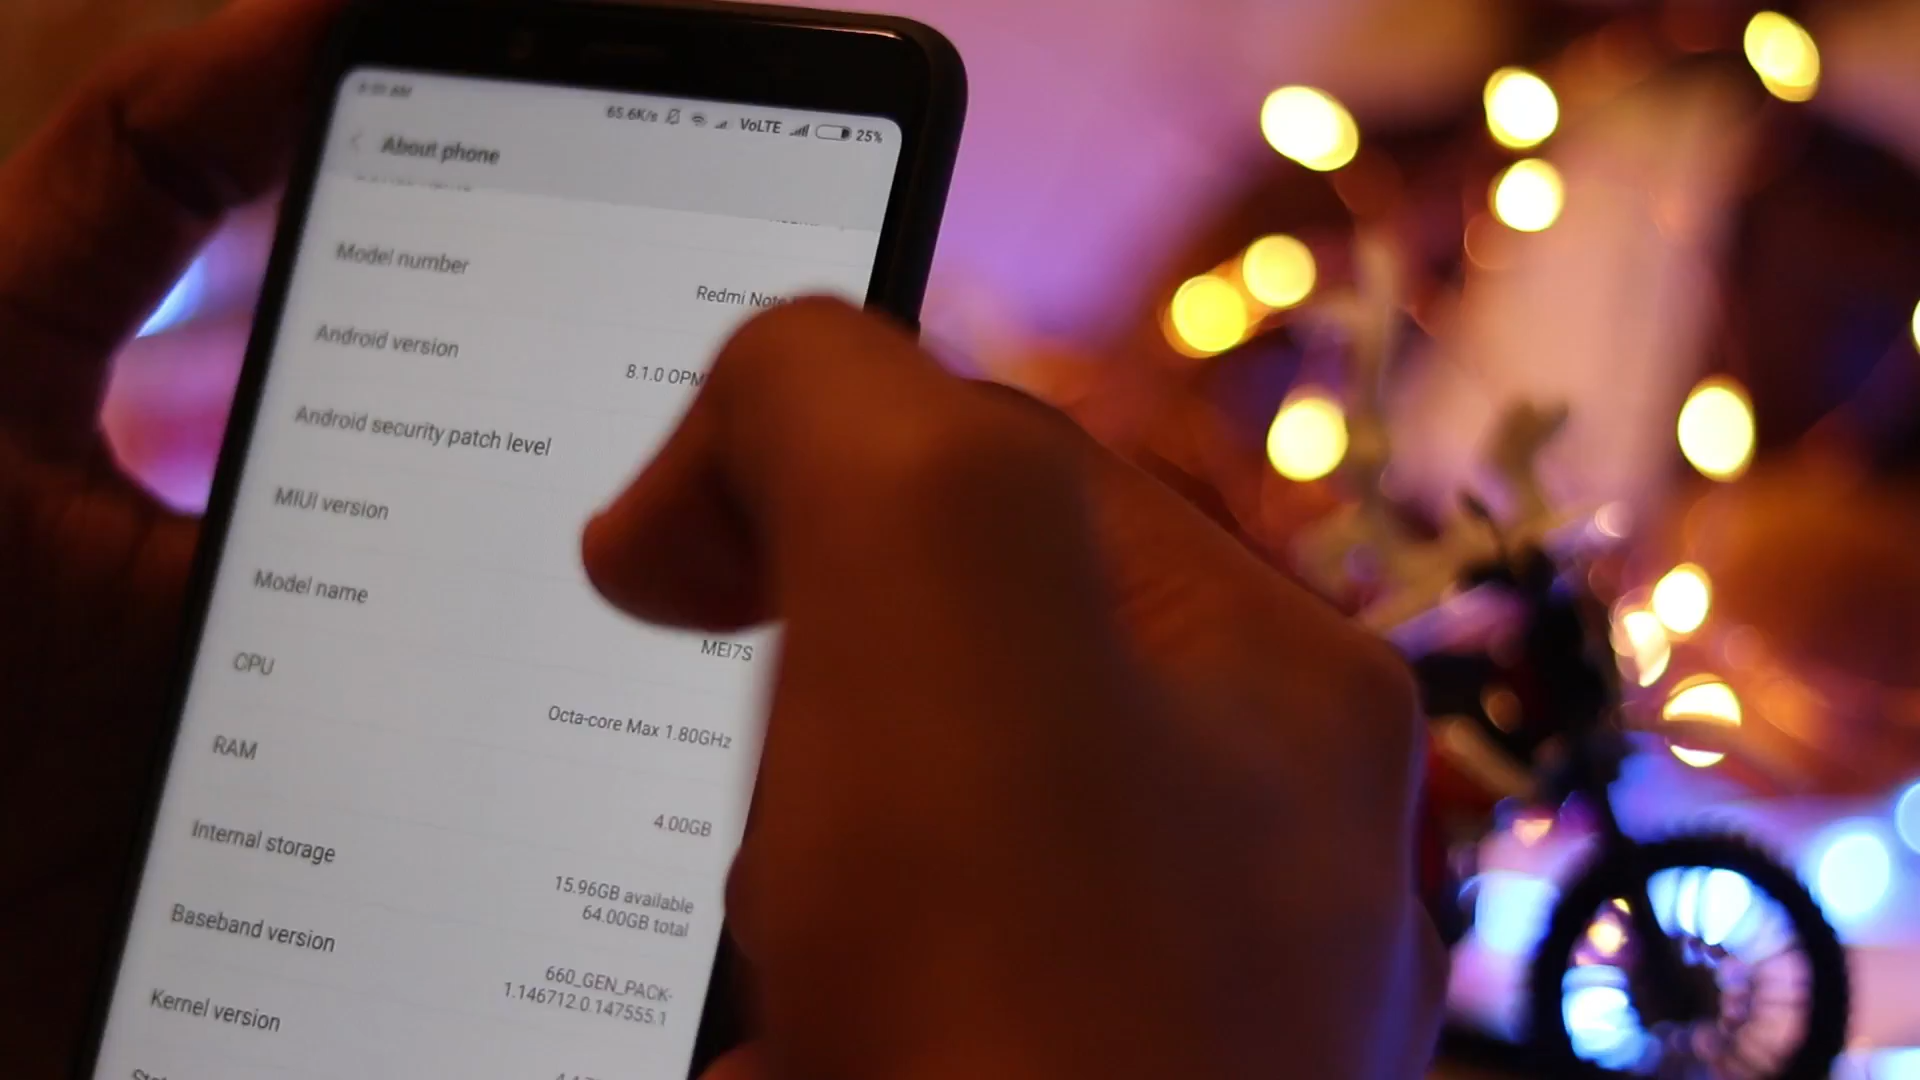 65.6K/s VoLTE 25%
About phone
Model number
Redmi Note
Android version
8.1.0 OPM
Android security patch level
MIUI version
Model name
MEI7S
CPU
Octa-core Max 1.80GHz
RAM
4.00GB
Internal storage
15.96GB available
64.00GB total
Baseband version
660_GEN_PACK-
1.146712.0.147555.1
Kernel version